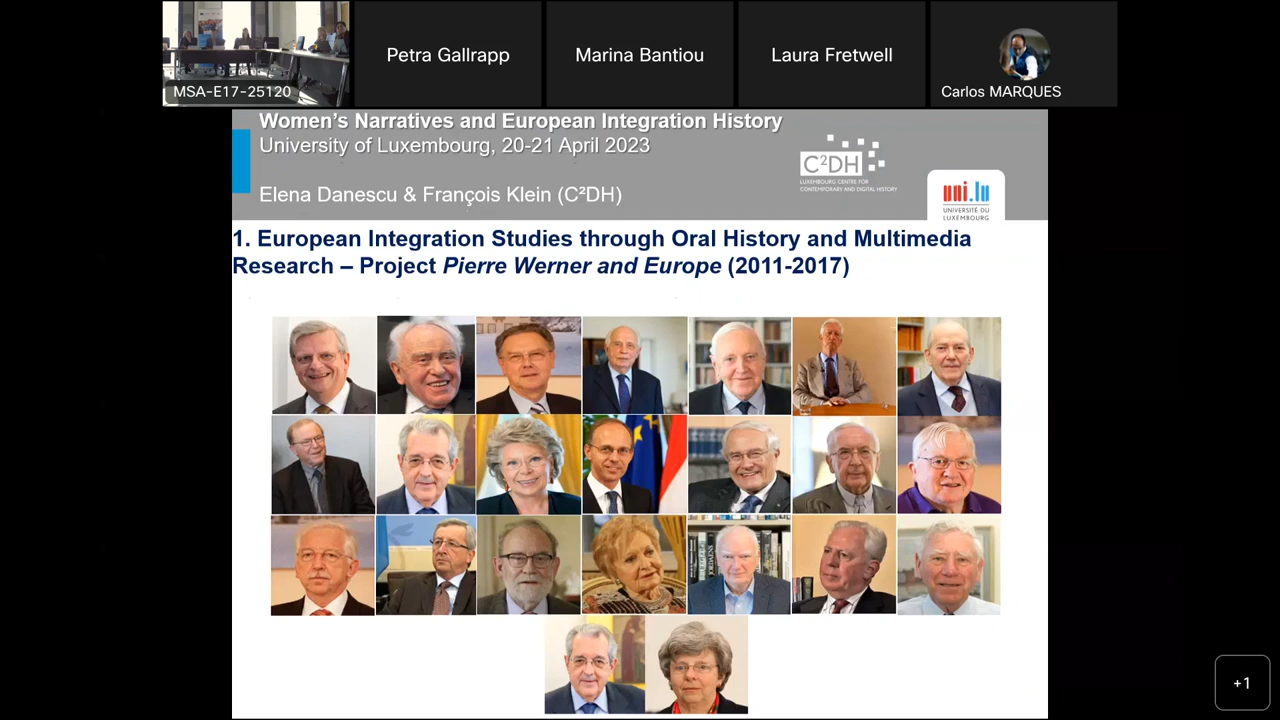 MSA-E17-25120
Petra Gallrapp
Marina Bantiou
Laura Fretwell
Carlos MARQUES
Women's Narratives and European Integration History
University of Luxembourg, 20-21 April 2023
Elena Danescu & François Klein (C²DH)
C²DH
LUXEMBOURG CENTRE FOR
CONTEMPORARY AND DIGITAL HISTORY
uni.lu
UNIVERSITÉ DU
LUXEMBOURG
1. European Integration Studies through Oral History and Multimedia
Research – Project Pierre Werner and Europe (2011-2017)
+1